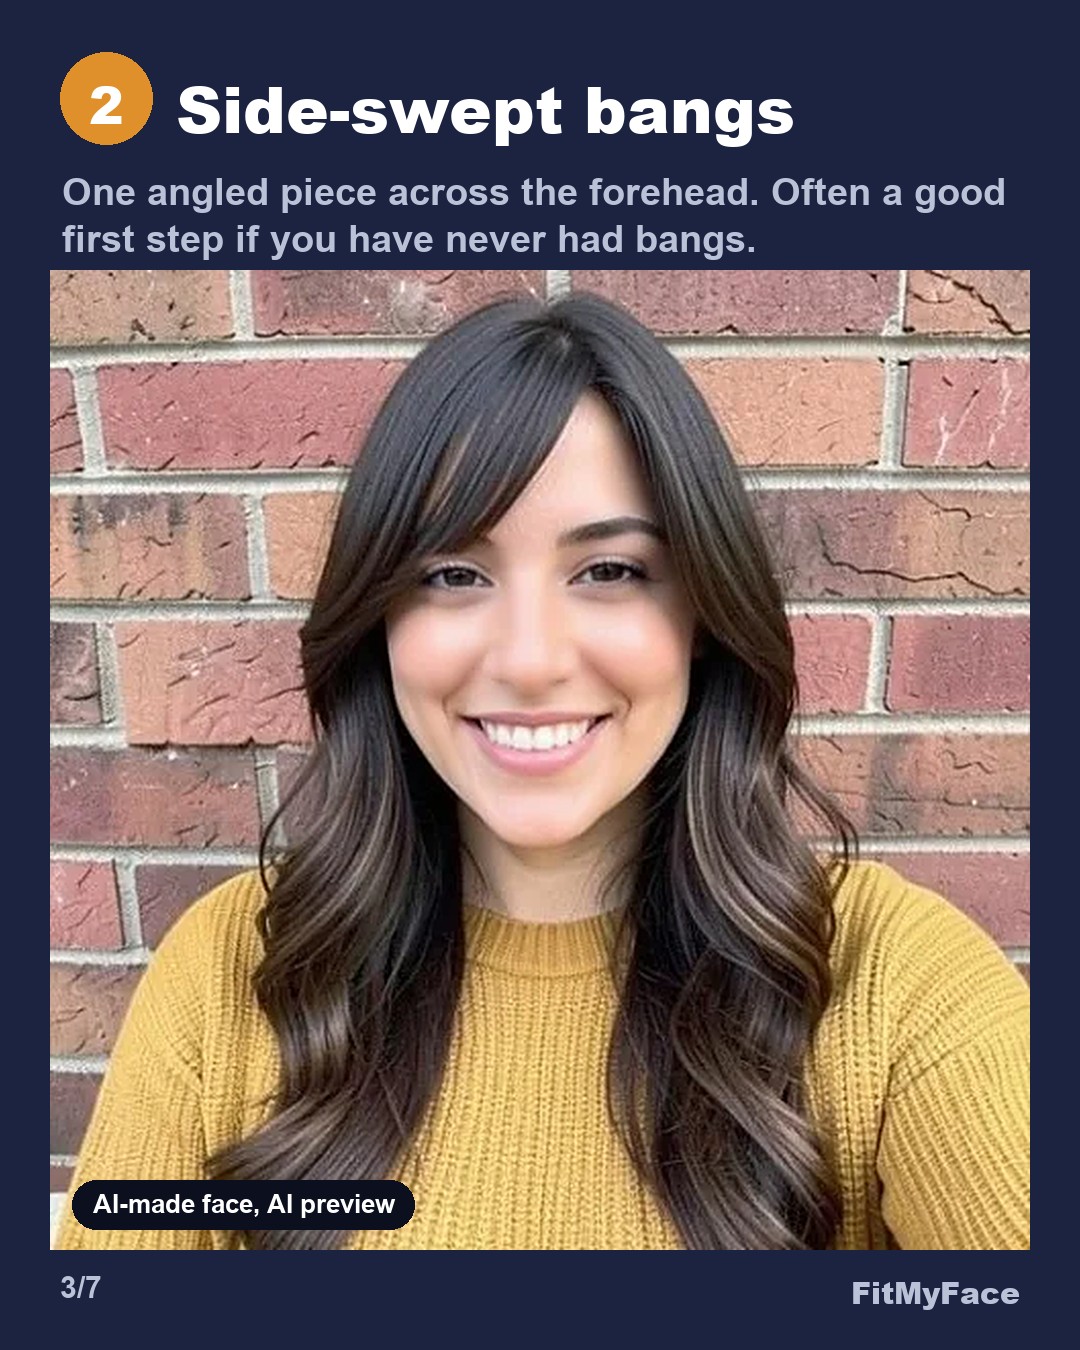 2
Side-swept bangs
One angled piece across the forehead. Often a good
first step if you have never had bangs.
AI-made face, AI preview
3/7
FitMyFace